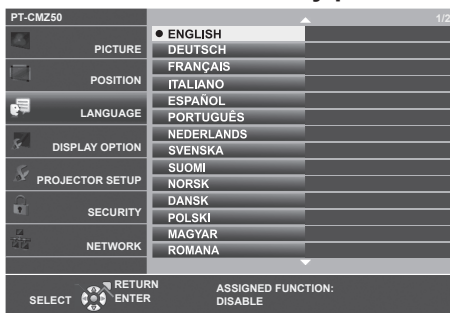 PT-CMZ50 1/2
PICTURE
POSITION
LANGUAGE
DISPLAY OPTION
PROJECTOR SETUP
SECURITY
NETWORK
ENGLISH
DEUTSCH
FRANÇAIS
ITALIANO
ESPAÑOL
PORTUGUÊS
NEDERLANDS
SVENSKA
SUOMI
NORSK
DANSK
POLSKI
MAGYAR
ROMANA
SELECT
RETURN
ENTER
ASSIGNED FUNCTION:
DISABLE